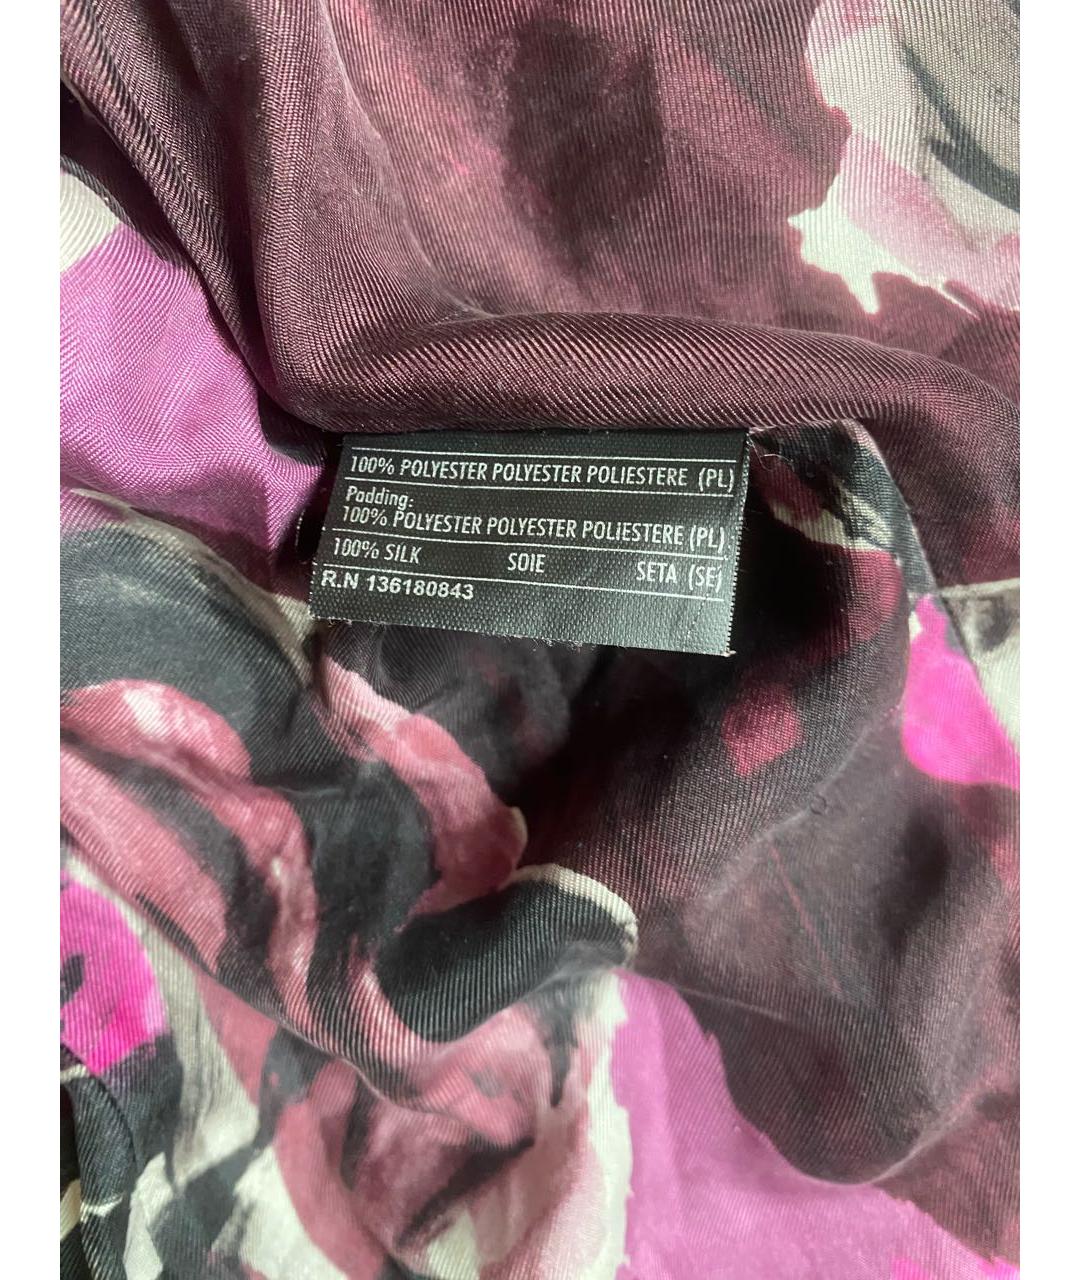 100% POLYESTER POLYESTER POLIESTERE (PL)
Padding:
100% POLYESTER POLYESTER POLIESTERE (PL)
100% SILK SOIE SETA (SE)
R.N 136180843